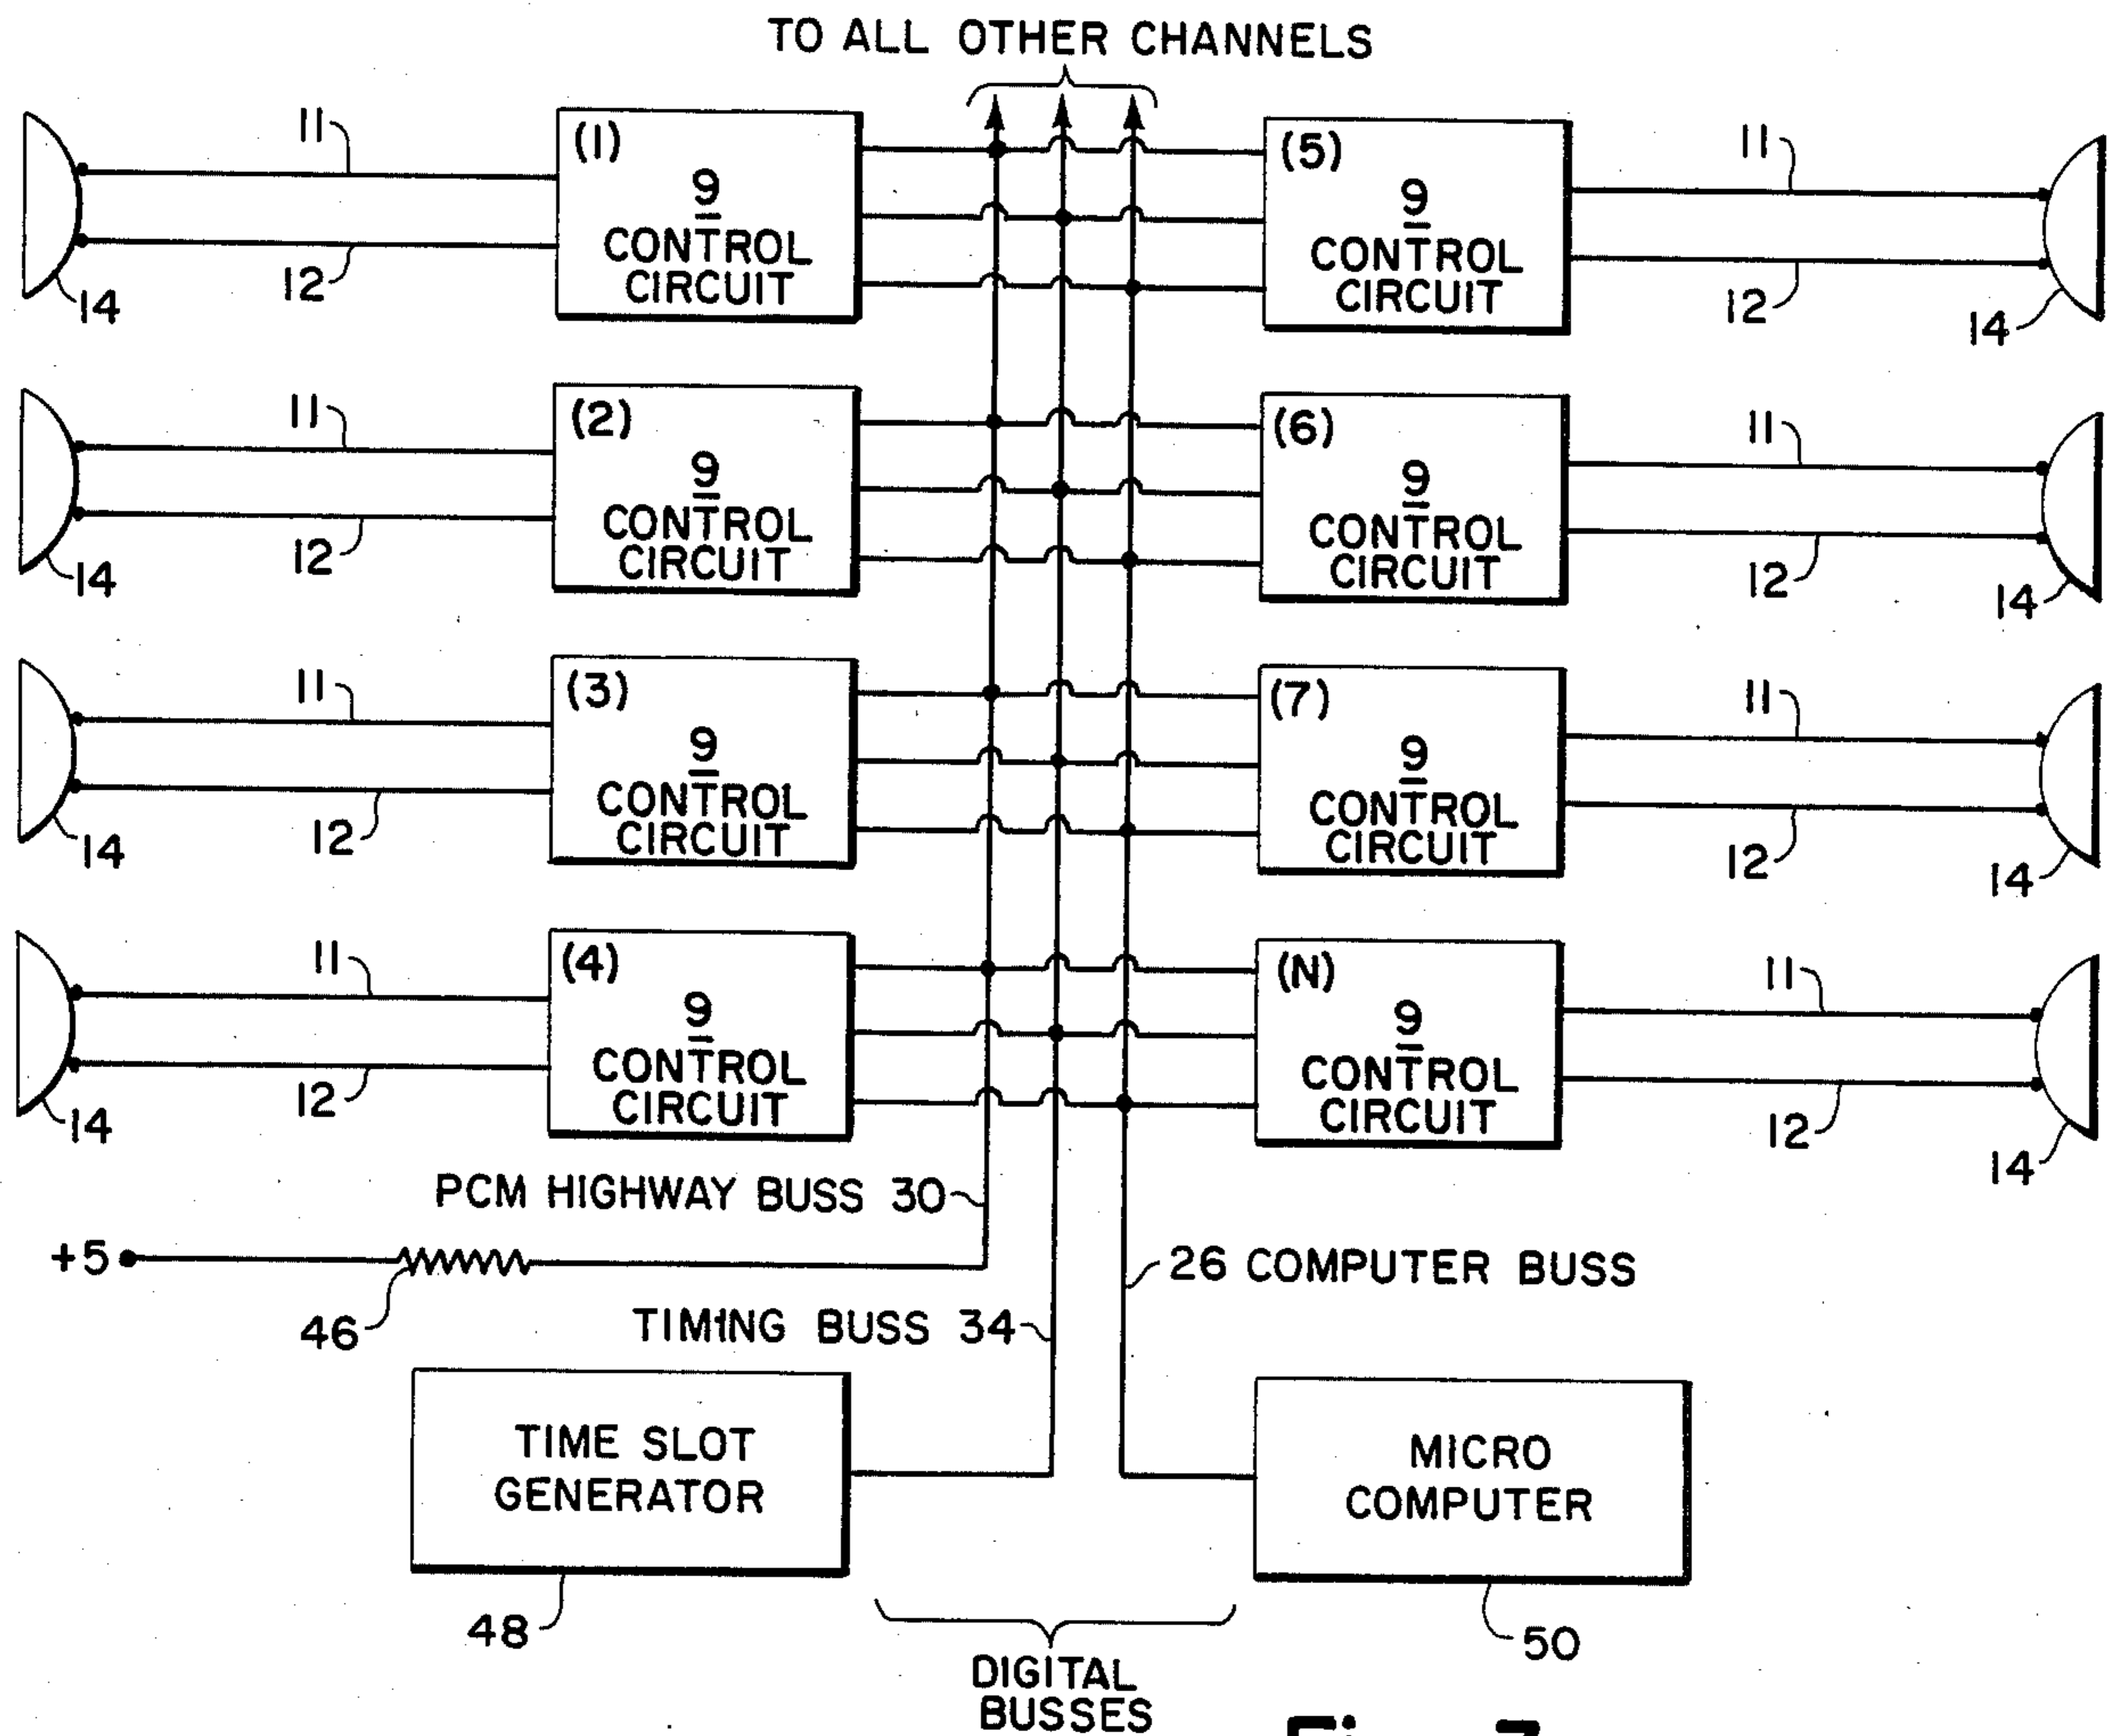 TO ALL OTHER CHANNELS
11
(1)
9
CONTROL
CIRCUIT
12
14
(5)
9
CONTROL
CIRCUIT
11
12
14
11
(2)
9
CONTROL
CIRCUIT
12
14
(6)
9
CONTROL
CIRCUIT
11
12
14
11
(3)
9
CONTROL
CIRCUIT
12
14
(7)
9
CONTROL
CIRCUIT
11
12
14
11
(4)
9
CONTROL
CIRCUIT
12
14
(N)
9
CONTROL
CIRCUIT
11
12
14
PCM HIGHWAY BUSS 30
+5
46
26 COMPUTER BUSS
TIMING BUSS 34
TIME SLOT
GENERATOR
48
MICRO
COMPUTER
50
DIGITAL
BUSSES